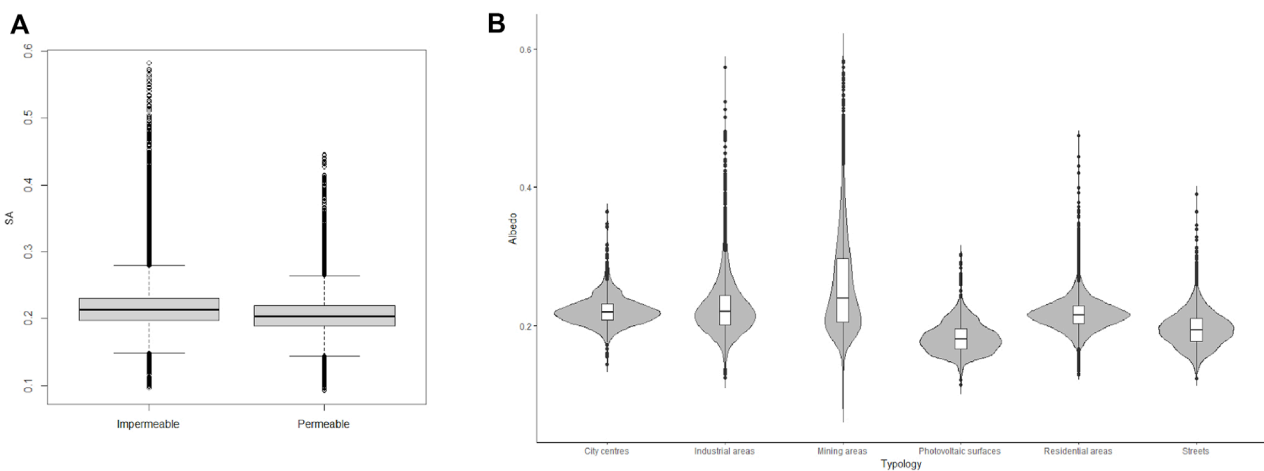 A
SA
0.6
0.5
0.4
0.3
0.2
0.1
Impermeable
Permeable
B
Albedo
0.6
0.4
0.2
City centres
Industrial areas
Mining areas
Photovoltaic surfaces
Residential areas
Streets
Typology